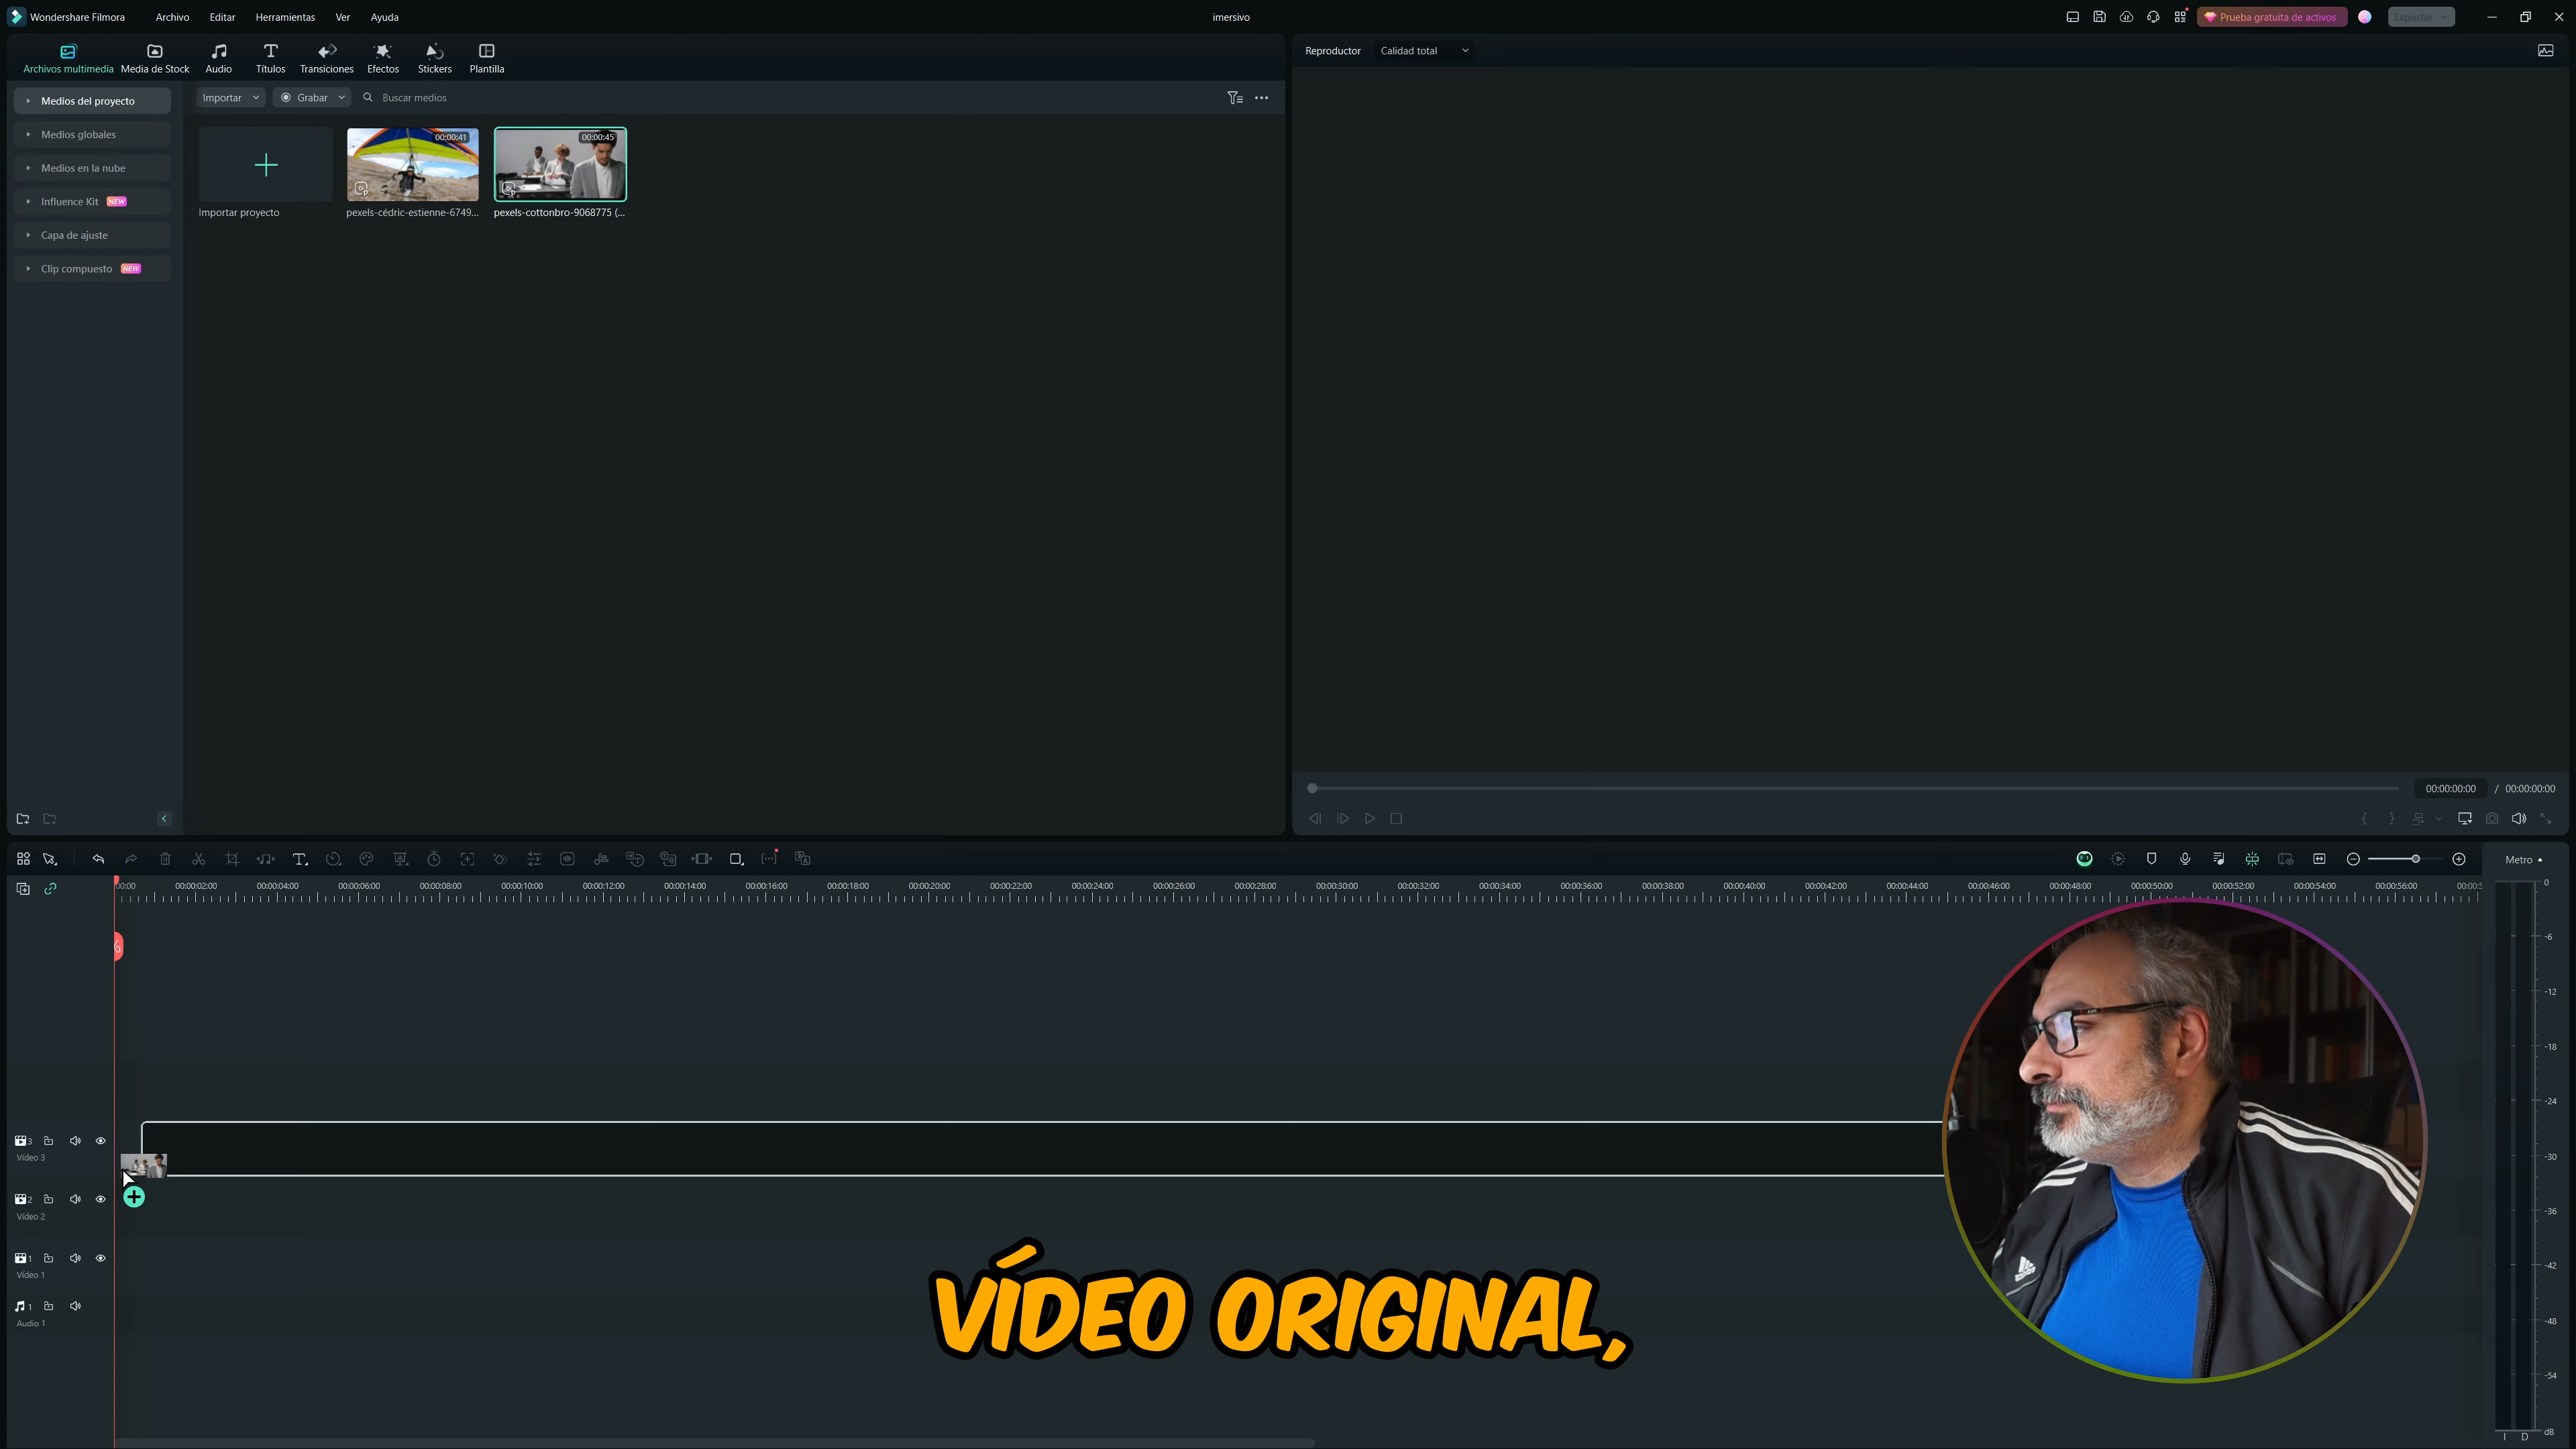 Wondershare Filmora
Archivo
Editar
Herramientas
Ver
Ayuda
imersivo
Prueba gratuita de activos
Exportar
Archivos multimedia
Media de Stock
Audio
Títulos
Transiciones
Efectos
Stickers
Plantilla
Reproductor
Calidad total
Medios del proyecto
Medios globales
Medios en la nube
Influence Kit NEW
Capa de ajuste
Clip compuesto NEW
Importar
Grabar
Buscar medios
00:00:41
00:00:45
Importar proyecto
pexels-cédric-estienne-6749...
pexels-cottonbro-9068775 (...
00:00:00:00 / 00:00:00:00
Metro
00:00 00:00:02:00 00:00:04:00 00:00:06:00 00:00:08:00 00:00:10:00 00:00:12:00 00:00:14:00 00:00:16:00 00:00:18:00 00:00:20:00 00:00:22:00 00:00:24:00 00:00:26:00 00:00:28:00 00:00:30:00 00:00:32:00 00:00:34:00 00:00:36:00 00:00:38:00 00:00:40:00 00:00:42:00 00:00:44:00 00:00:46:00 00:00:48:00 00:00:50:00 00:00:52:00 00:00:54:00 00:00:56:00 00:00:5
3
Vídeo 3
2
Vídeo 2
1
Vídeo 1
1
Audio 1
VÍDEO ORIGINAL,
adidas
0
-6
-12
-18
-24
-30
-36
-42
-48
-54
dB
I D